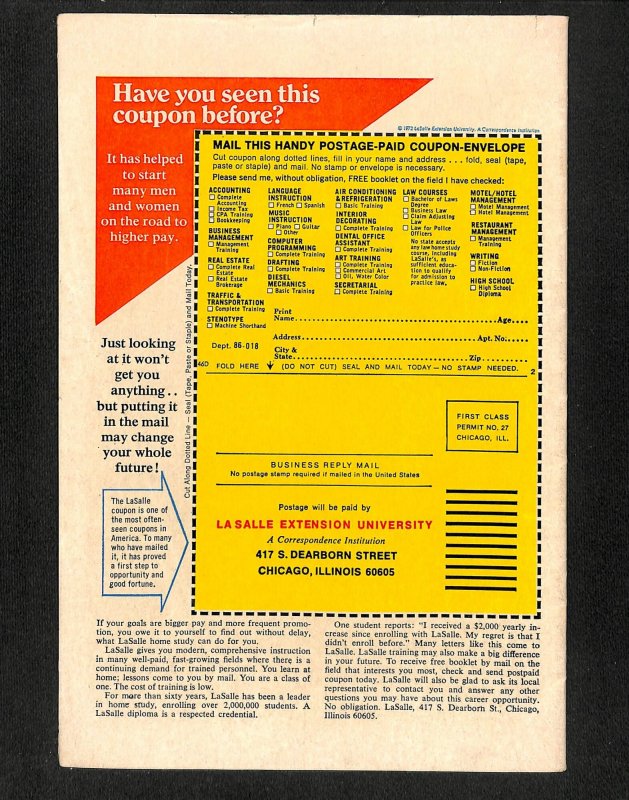 Have you seen this
coupon before?
© 1973 LaSalle Extension University. A Correspondence Institution
It has helped
to start
many men
and women
on the road to
higher pay.
MAIL THIS HANDY POSTAGE-PAID COUPON-ENVELOPE
Cut coupon along dotted lines, fill in your name and address . . . fold, seal (tape,
paste or staple) and mail. No stamp or envelope is necessary.
Please send me, without obligation, FREE booklet on the field I have checked:
ACCOUNTING
Complete
Accounting
Income Tax
CPA Training
Bookkeeping
BUSINESS
MANAGEMENT
Management
Training
REAL ESTATE
Complete Real
Estate
Real Estate
Brokerage
TRAFFIC &
TRANSPORTATION
Complete Training
STENOTYPE
Machine Shorthand
LANGUAGE
INSTRUCTION
French Spanish
MUSIC
INSTRUCTION
Piano Guitar
Other
COMPUTER
PROGRAMMING
Complete Training
DRAFTING
Complete Training
DIESEL
MECHANICS
Basic Training
AIR CONDITIONING
& REFRIGERATION
Basic Training
INTERIOR
DECORATING
Complete Training
DENTAL OFFICE
ASSISTANT
Complete Training
ART TRAINING
Complete Training
Commercial Art
Oil, Water Color
SECRETARIAL
Complete Training
LAW COURSES
Bachelor of Laws
Degree
Business Law
Claim Adjusting
Law
Law for Police
Officers
No state accepts
any law home study
course, including
LaSalle's, as
sufficient educa-
tion to qualify
for admission to
practice law.
MOTEL/HOTEL
MANAGEMENT
Motel Management
Hotel Management
RESTAURANT
MANAGEMENT
Management
Training
WRITING
Fiction
Non-Fiction
HIGH SCHOOL
High School
Diploma
Print
Name Age
Address Apt. No.
City &
State Zip
Dept. 86-018
46D FOLD HERE (DO NOT CUT) SEAL AND MAIL TODAY — NO STAMP NEEDED. 2
Cut Along Dotted Line — Seal (Tape, Paste or Staple) and Mail Today.
Just looking
at it won't
get you
anything . .
but putting it
in the mail
may change
your whole
future!
The LaSalle
coupon is one of
the most often-
seen coupons in
America. To many
who have mailed
it, it has proved
a first step to
opportunity and
good fortune.
FIRST CLASS
PERMIT NO. 27
CHICAGO, ILL.
BUSINESS REPLY MAIL
No postage stamp required if mailed in the United States
Postage will be paid by
LA SALLE EXTENSION UNIVERSITY
A Correspondence Institution
417 S. DEARBORN STREET
CHICAGO, ILLINOIS 60605
If your goals are bigger pay and more frequent promo-
tion, you owe it to yourself to find out without delay,
what LaSalle home study can do for you.
LaSalle gives you modern, comprehensive instruction
in many well-paid, fast-growing fields where there is a
continuing demand for trained personnel. You learn at
home; lessons come to you by mail. You are a class of
one. The cost of training is low.
For more than sixty years, LaSalle has been a leader
in home study, enrolling over 2,000,000 students. A
LaSalle diploma is a respected credential.
One student reports: "I received a $2,000 yearly in-
crease since enrolling with LaSalle. My regret is that I
didn't enroll before." Many letters like this come to
LaSalle. LaSalle training may also make a big difference
in your future. To receive free booklet by mail on the
field that interests you most, check and send postpaid
coupon today. LaSalle will also be glad to ask its local
representative to contact you and answer any other
questions you may have about this career opportunity.
No obligation. LaSalle, 417 S. Dearborn St., Chicago,
Illinois 60605.